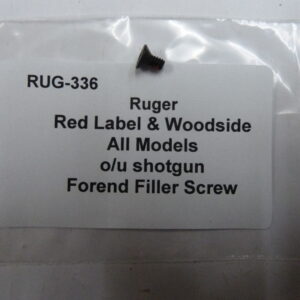 RUG-336
Ruger
Red Label & Woodside
All Models
o/u shotgun
Forend Filler Screw